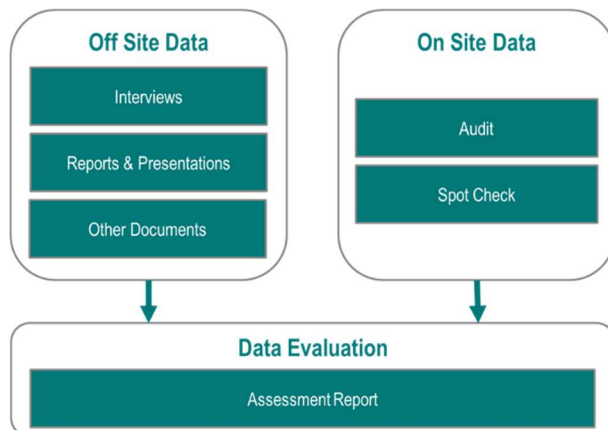 Off Site Data
Interviews
Reports & Presentations
Other Documents
On Site Data
Audit
Spot Check
Data Evaluation
Assessment Report